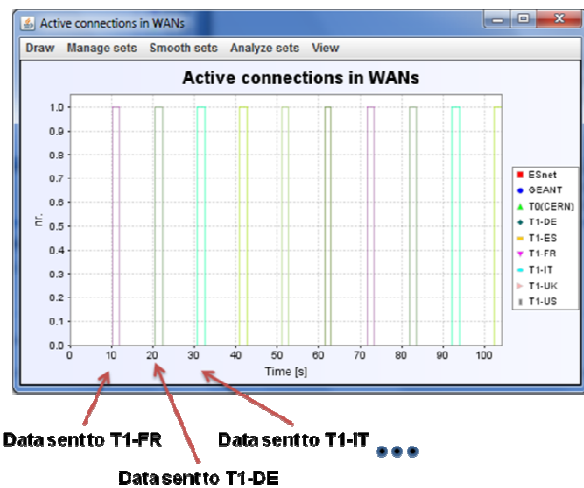 Active connections in WANs
Draw Manage sets Smooth sets Analyze sets View
Active connections in WANs
1.0
0.9
0.8
0.7
0.6
0.5
0.4
0.3
0.2
0.1
0.0
nr.
0 10 20 30 40 50 60 70 80 90 100
Time [s]
ESnet
GEANT
T0(CERN)
T1-DE
T1-ES
T1-FR
T1-IT
T1-UK
T1-US
Data sent to T1-FR
Data sent to T1-IT
Data sent to T1-DE